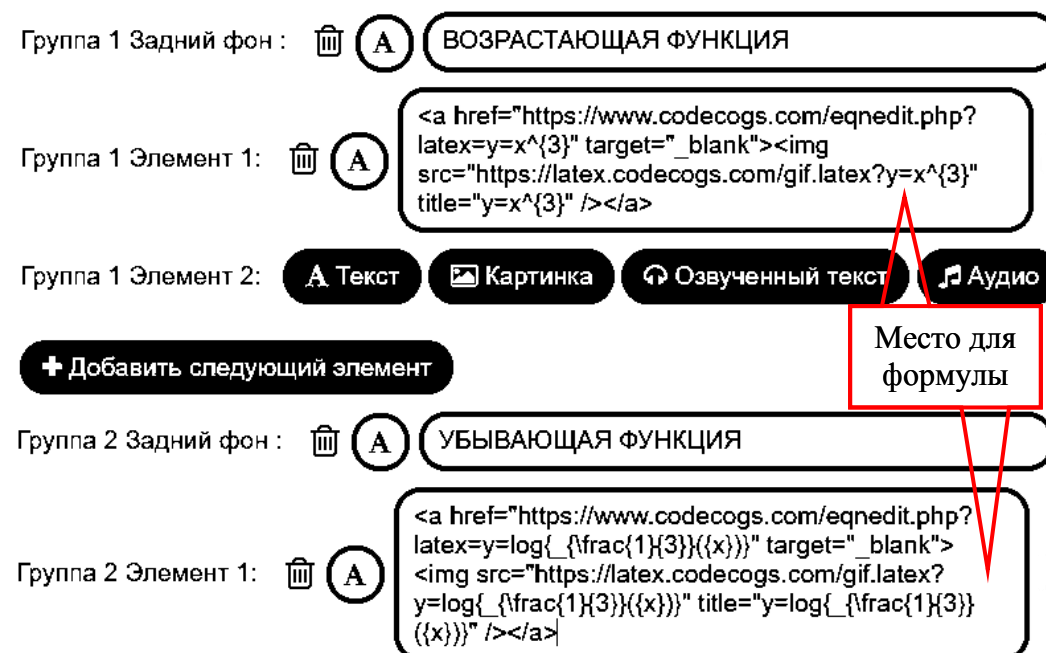 Группа 1 Задний фон : A ВОЗРАСТАЮЩАЯ ФУНКЦИЯ
Группа 1 Элемент 1: A
<a href="https://www.codecogs.com/eqnedit.php?
latex=y=x^{3}" target="_blank"><img
src="https://latex.codecogs.com/gif.latex?y=x^{3}"
title="y=x^{3}" /></a>
Группа 1 Элемент 2: A Текст Картинка Озвученный текст Аудио
Место для
формулы
+ Добавить следующий элемент
Группа 2 Задний фон : A УБЫВАЮЩАЯ ФУНКЦИЯ
Группа 2 Элемент 1: A
<a href="https://www.codecogs.com/eqnedit.php?
latex=y=log{_{\frac{1}{3}}({x})}" target="_blank">
<img src="https://latex.codecogs.com/gif.latex?
y=log{_{\frac{1}{3}}({x})}" title="y=log{_{\frac{1}{3}}
({x})}" /></a>